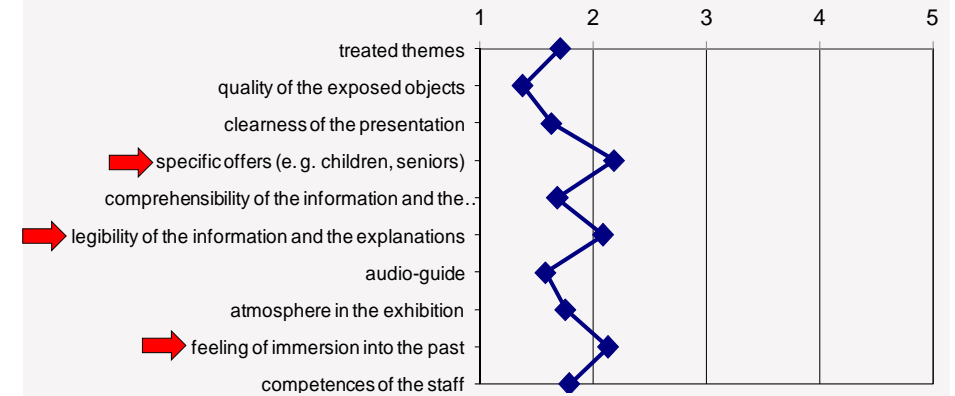 1 2 3 4 5
treated themes
quality of the exposed objects
clearness of the presentation
specific offers (e. g. children, seniors)
comprehensibility of the information and the…
legibility of the information and the explanations
audio-guide
atmosphere in the exhibition
feeling of immersion into the past
competences of the staff